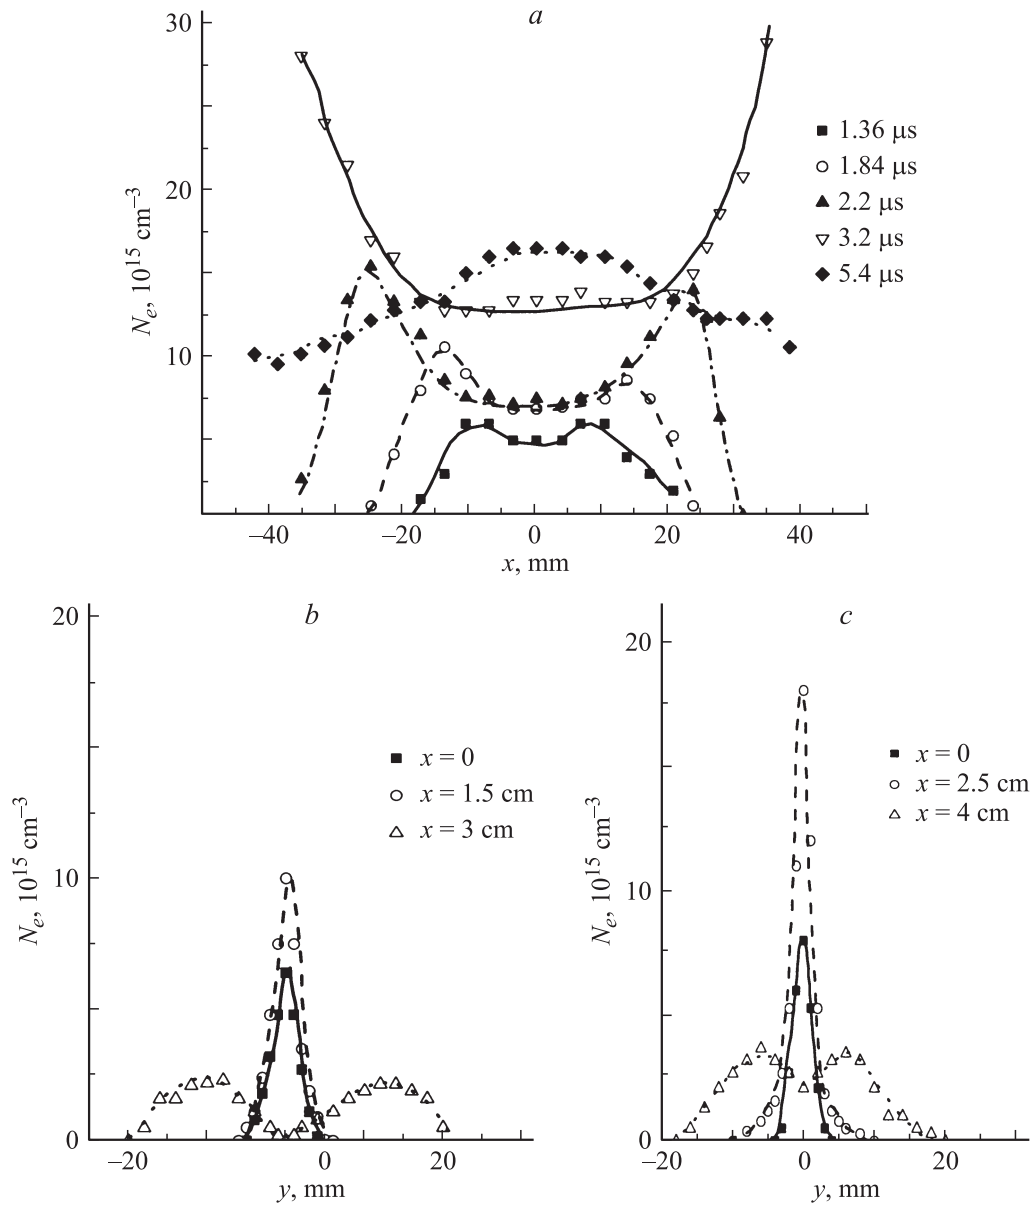 a
30
20
10
N_e, 10^15 cm^−3
1.36 μs
1.84 μs
2.2 μs
3.2 μs
5.4 μs
−40 −20 0 20 40
x, mm
b
20
10
0
N_e, 10^15 cm^−3
x = 0
x = 1.5 cm
x = 3 cm
−20 0 20
y, mm
c
20
10
0
N_e, 10^15 cm^−3
x = 0
x = 2.5 cm
x = 4 cm
−20 0 20
y, mm